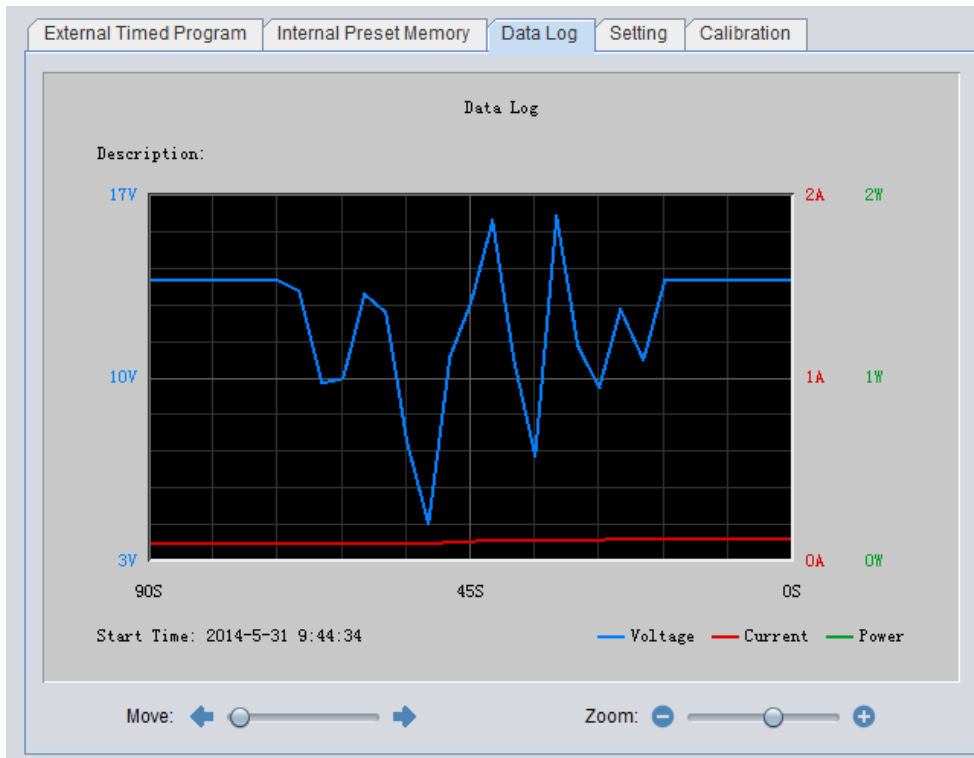 External Timed Program Internal Preset Memory Data Log Setting Calibration
Data Log
Description:
17V 2A 2W
10V 1A 1W
3V 0A 0W
90S 45S 0S
Start Time: 2014-5-31 9:44:34 Voltage Current Power
Move: Zoom: